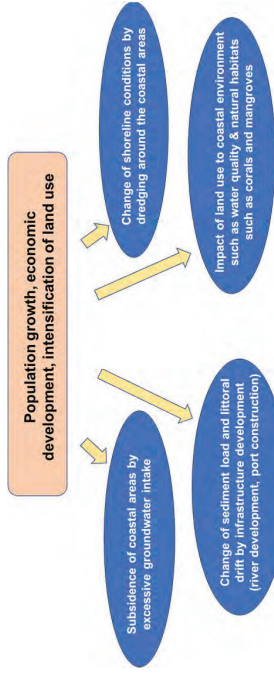 Population growth, economic
development, intensification of land use
Subsidence of coastal areas by
excessive groundwater intake
Change of shoreline conditions by
dredging around the coastal areas
Change of sediment load and littoral
drift by infrastructure development
(river development, port construction)
Impact of land use to coastal environment
such as water quality & natural habitats
such as corals and mangroves